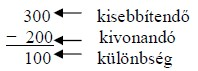 300 kisebbítendő
− 200 kivonandó
100 különbség